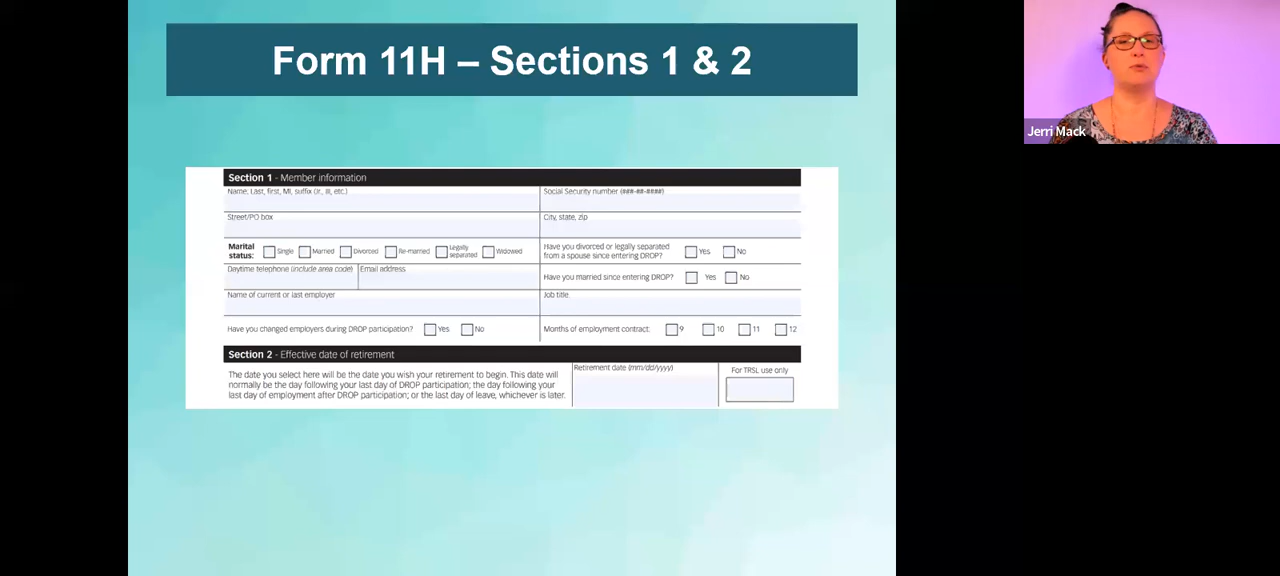 Form 11H – Sections 1 & 2
Jerri Mack
Section 1 - Member information
Name, Last, first, MI, suffix (Jr., III, etc.)
Social Security number (###-##-####)
Street/PO box
City, state, zip
Marital status:
Single
Married
Divorced
Re-married
Legally separated
Widowed
Have you divorced or legally separated
from a spouse since entering DROP?
Yes
No
Daytime telephone (include area code)
Email address
Have you married since entering DROP?
Yes
No
Name of current or last employer
Job title
Have you changed employers during DROP participation?
Yes
No
Months of employment contract:
9
10
11
12
Section 2 - Effective date of retirement
The date you select here will be the date you wish your retirement to begin. This date will
normally be the day following your last day of DROP participation; the day following your
last day of employment after DROP participation; or the last day of leave, whichever is later.
Retirement date (mm/dd/yyyy)
For TRSL use only